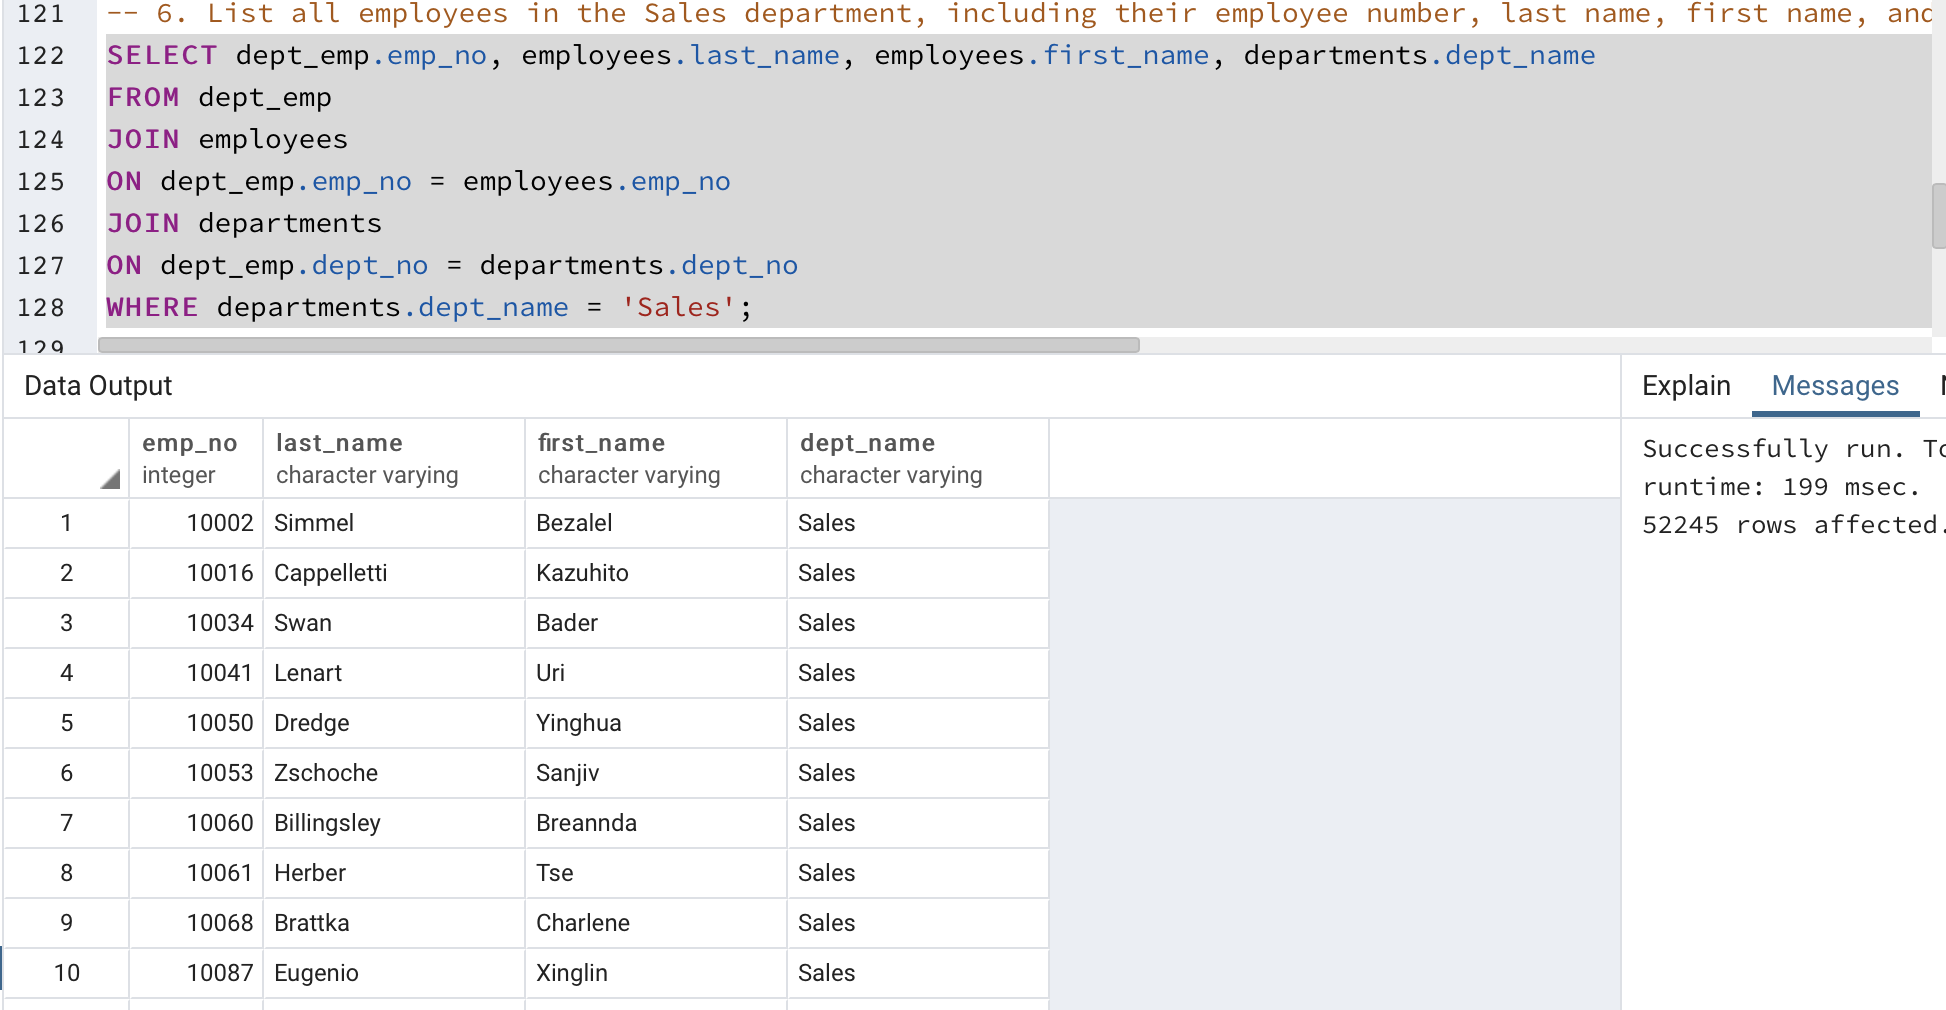 121 -- 6. List all employees in the Sales department, including their employee number, last name, first name, and
122 SELECT dept_emp.emp_no, employees.last_name, employees.first_name, departments.dept_name
123 FROM dept_emp
124 JOIN employees
125 ON dept_emp.emp_no = employees.emp_no
126 JOIN departments
127 ON dept_emp.dept_no = departments.dept_no
128 WHERE departments.dept_name = 'Sales';
129
Data Output
Explain Messages
emp_no last_name first_name dept_name
integer character varying character varying character varying
1 10002 Simmel Bezalel Sales
2 10016 Cappelletti Kazuhito Sales
3 10034 Swan Bader Sales
4 10041 Lenart Uri Sales
5 10050 Dredge Yinghua Sales
6 10053 Zschoche Sanjiv Sales
7 10060 Billingsley Breannda Sales
8 10061 Herber Tse Sales
9 10068 Brattka Charlene Sales
10 10087 Eugenio Xinglin Sales
Successfully run.
runtime: 199 msec.
52245 rows affected.